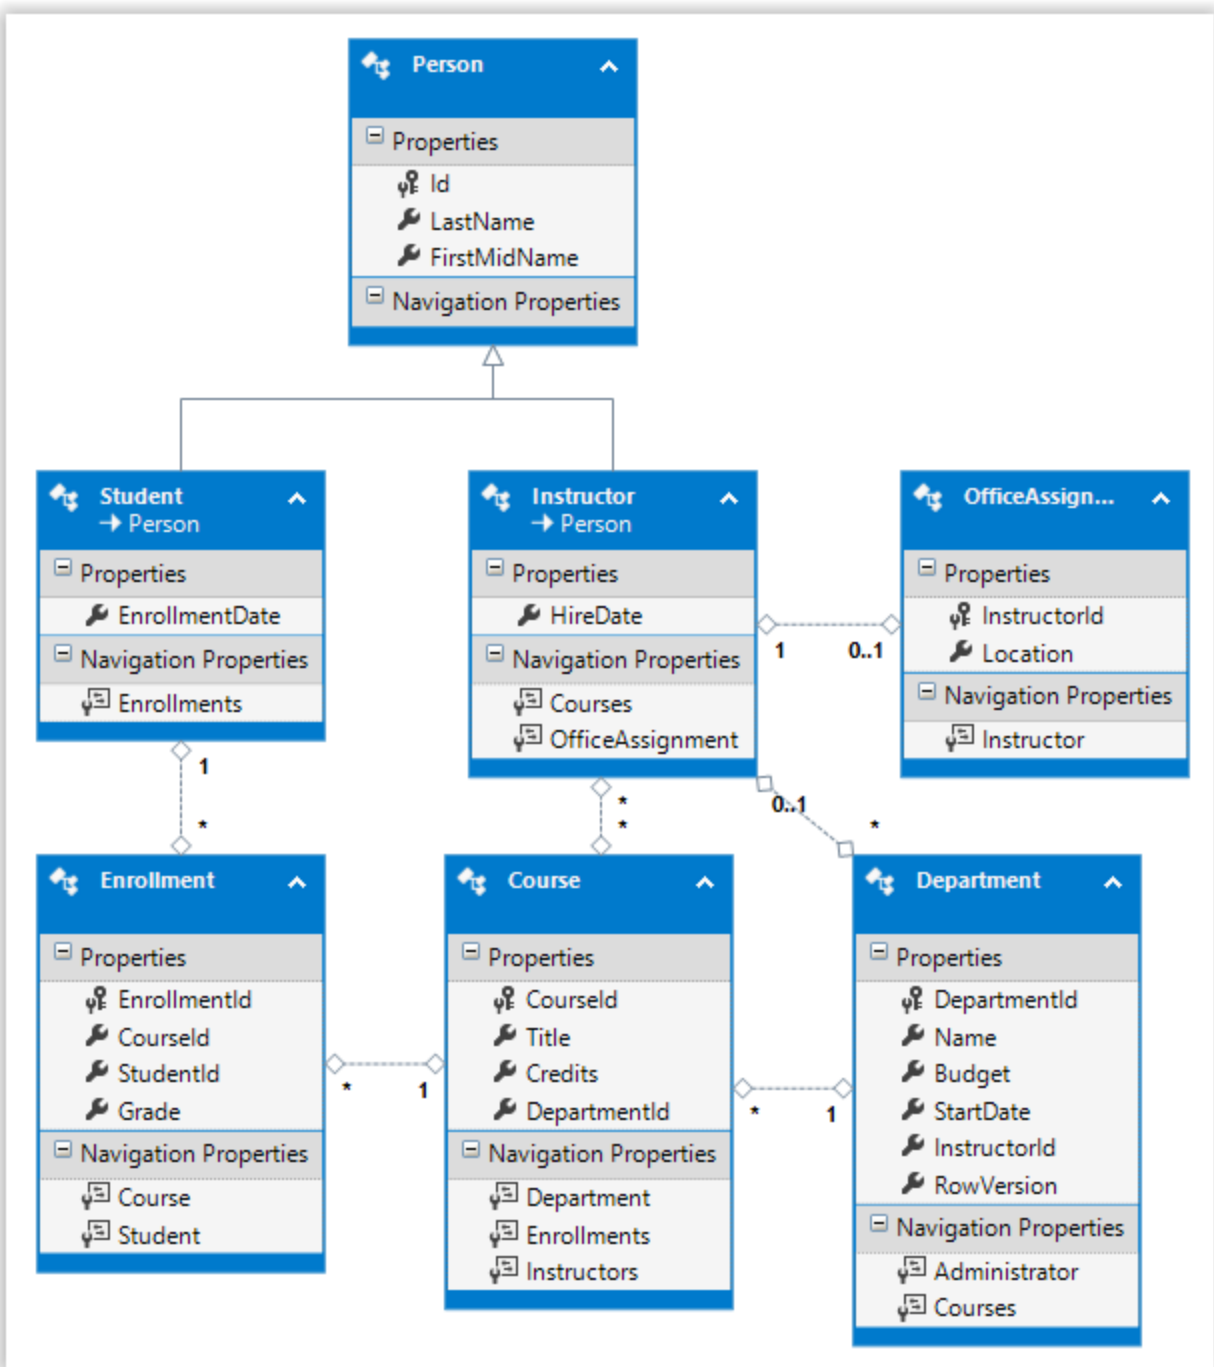 Person
Properties
Id
LastName
FirstMidName
Navigation Properties
Student
Person
Properties
EnrollmentDate
Navigation Properties
Enrollments
Instructor
Person
Properties
HireDate
Navigation Properties
Courses
OfficeAssignment
OfficeAssign...
Properties
InstructorId
Location
Navigation Properties
Instructor
1
0..1
1
*
*
*
0..1
*
Enrollment
Properties
EnrollmentId
CourseId
StudentId
Grade
Navigation Properties
Course
Student
*
1
Course
Properties
CourseId
Title
Credits
DepartmentId
Navigation Properties
Department
Enrollments
Instructors
*
1
Department
Properties
DepartmentId
Name
Budget
StartDate
InstructorId
RowVersion
Navigation Properties
Administrator
Courses